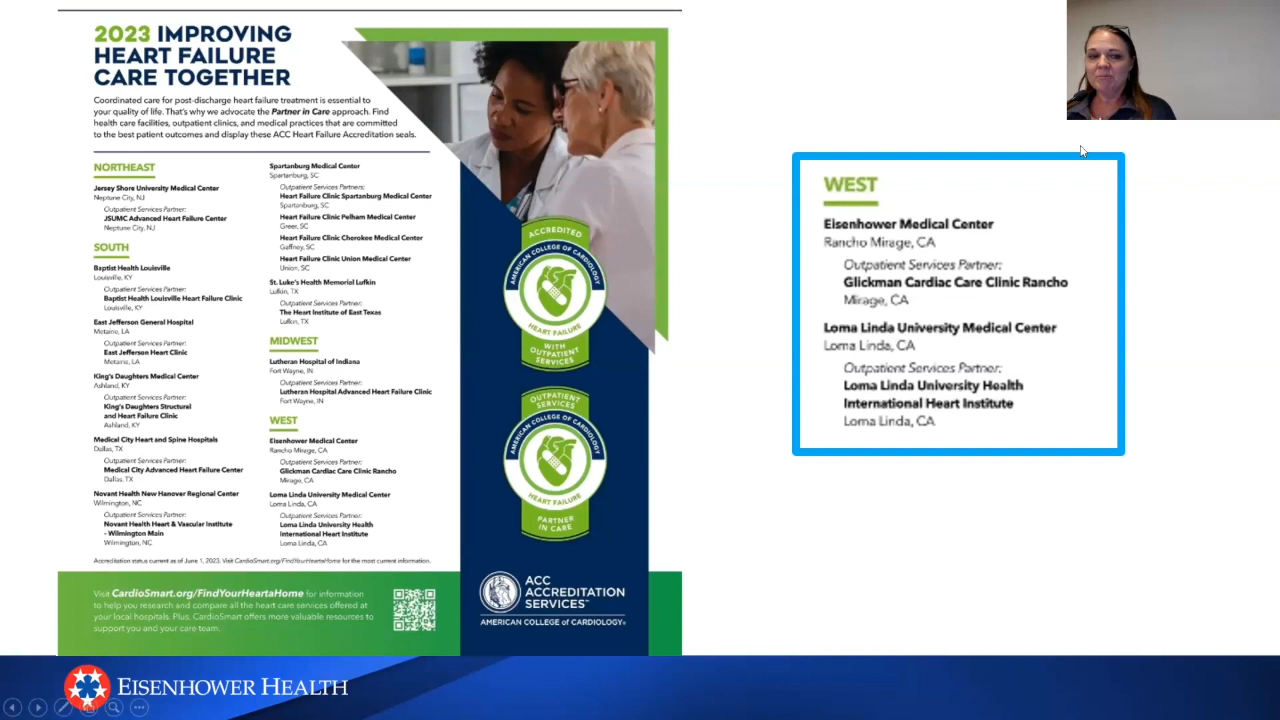 2023 IMPROVING
HEART FAILURE
CARE TOGETHER
Coordinated care for post-discharge heart failure treatment is essential to
your quality of life. That's why we advocate the Partner in Care approach. Find
health care facilities, outpatient clinics, and medical practices that are committed
to the best patient outcomes and display these ACC Heart Failure Accreditation seals.
NORTHEAST
Jersey Shore University Medical Center
Neptune City, NJ
Outpatient Services Partner:
JSUMC Advanced Heart Failure Center
Neptune City, NJ
SOUTH
Baptist Health Louisville
Louisville, KY
Outpatient Services Partner:
Baptist Health Louisville Heart Failure Clinic
Louisville, KY
East Jefferson General Hospital
Metairie, LA
Outpatient Services Partner:
East Jefferson Heart Clinic
Metairie, LA
King's Daughters Medical Center
Ashland, KY
Outpatient Services Partner:
King's Daughters Structural
and Heart Failure Clinic
Ashland, KY
Medical City Heart and Spine Hospitals
Dallas, TX
Outpatient Services Partner:
Medical City Advanced Heart Failure Center
Dallas, TX
Novant Health New Hanover Regional Center
Wilmington, NC
Outpatient Services Partner:
Novant Health Heart & Vascular Institute
– Wilmington Main
Wilmington, NC
Spartanburg Medical Center
Spartanburg, SC
Outpatient Services Partners:
Heart Failure Clinic Spartanburg Medical Center
Spartanburg, SC
Heart Failure Clinic Pelham Medical Center
Greer, SC
Heart Failure Clinic Cherokee Medical Center
Gaffney, SC
Heart Failure Clinic Union Medical Center
Union, SC
St. Luke's Health Memorial Lufkin
Lufkin, TX
Outpatient Services Partner:
The Heart Institute of East Texas
Lufkin, TX
MIDWEST
Lutheran Hospital of Indiana
Fort Wayne, IN
Outpatient Services Partner:
Lutheran Hospital Advanced Heart Failure Clinic
Fort Wayne, IN
WEST
Eisenhower Medical Center
Rancho Mirage, CA
Outpatient Services Partner:
Glickman Cardiac Care Clinic Rancho
Mirage, CA
Loma Linda University Medical Center
Loma Linda, CA
Outpatient Services Partner:
Loma Linda University Health
International Heart Institute
Loma Linda, CA
Accreditation status current as of June 1, 2023. Visit CardioSmart.org/FindYourHeartaHome for the most current information.
Visit CardioSmart.org/FindYourHeartaHome for information
to help you research and compare all the heart care services offered at
your local hospitals. Plus, CardioSmart offers more valuable resources to
support you and your care team.
ACCREDITED
AMERICAN COLLEGE OF CARDIOLOGY
HEART FAILURE
WITH
OUTPATIENT
SERVICES
OUTPATIENT
SERVICES
AMERICAN COLLEGE OF CARDIOLOGY
HEART FAILURE
PARTNER
IN CARE
ACC
ACCREDITATION
SERVICES™
AMERICAN COLLEGE of CARDIOLOGY®
WEST
Eisenhower Medical Center
Rancho Mirage, CA
Outpatient Services Partner:
Glickman Cardiac Care Clinic Rancho
Mirage, CA
Loma Linda University Medical Center
Loma Linda, CA
Outpatient Services Partner:
Loma Linda University Health
International Heart Institute
Loma Linda, CA
EISENHOWER HEALTH